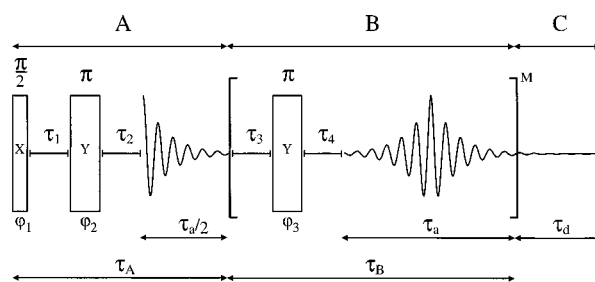 A B C
π/2 π π M
X τ1 Y τ2 τ3 Y τ4
φ1 φ2 τa/2 φ3 τa τd
τA τB